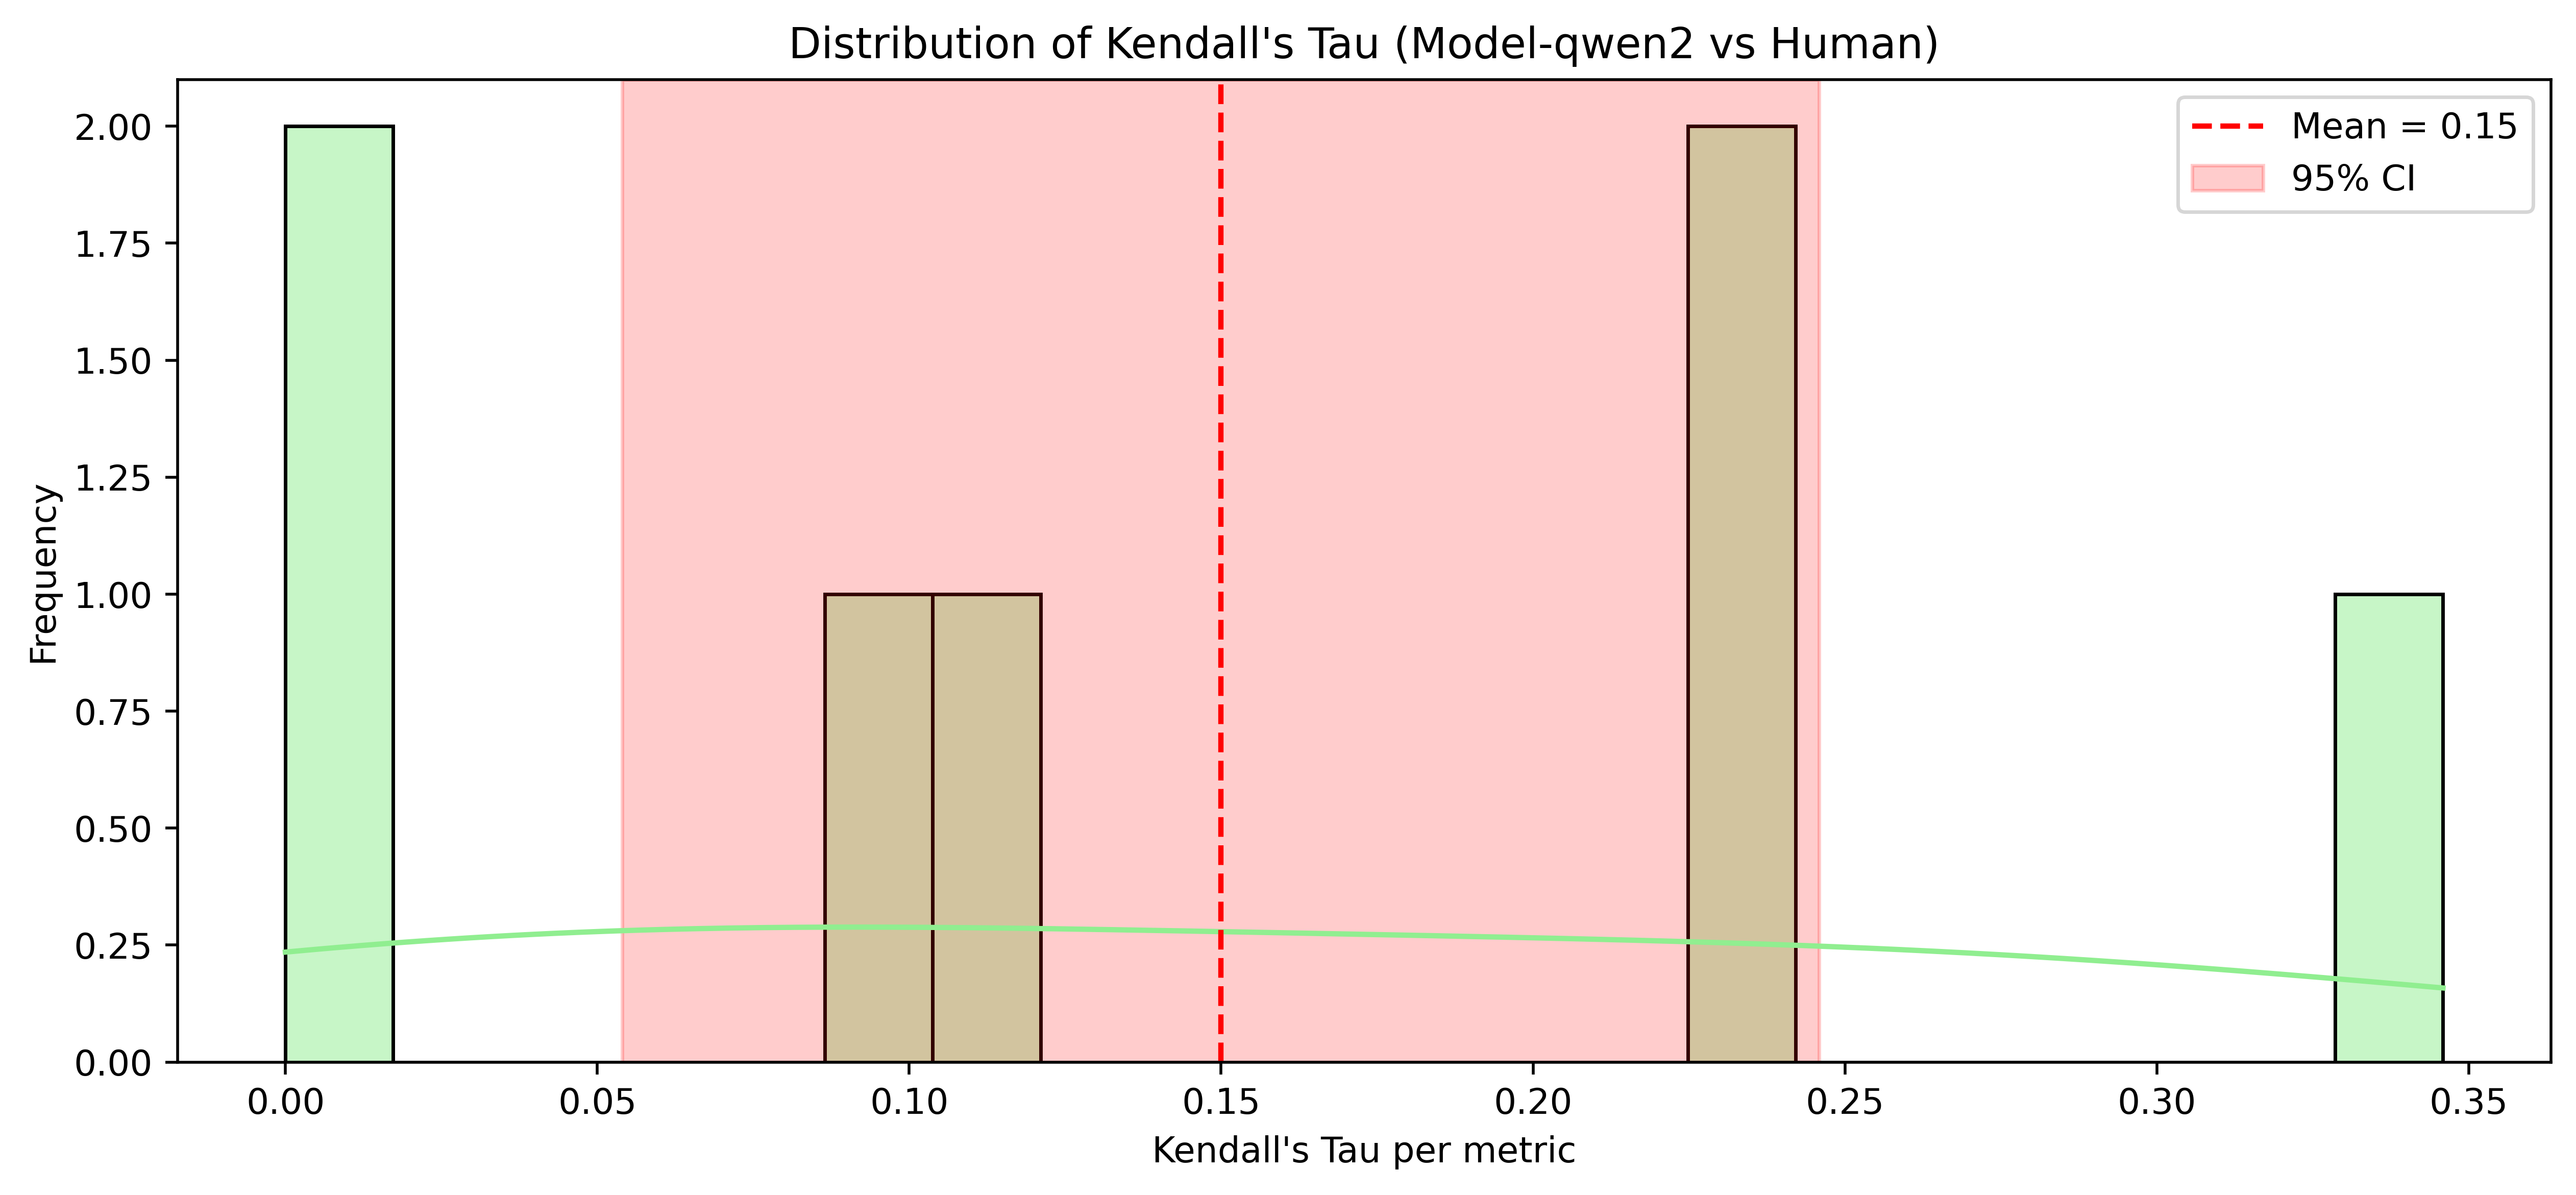 Distribution of Kendall's Tau (Model-qwen2 vs Human)
Mean = 0.15
95% CI
2.00
1.75
1.50
1.25
1.00
0.75
0.50
0.25
0.00
Frequency
0.00 0.05 0.10 0.15 0.20 0.25 0.30 0.35
Kendall's Tau per metric